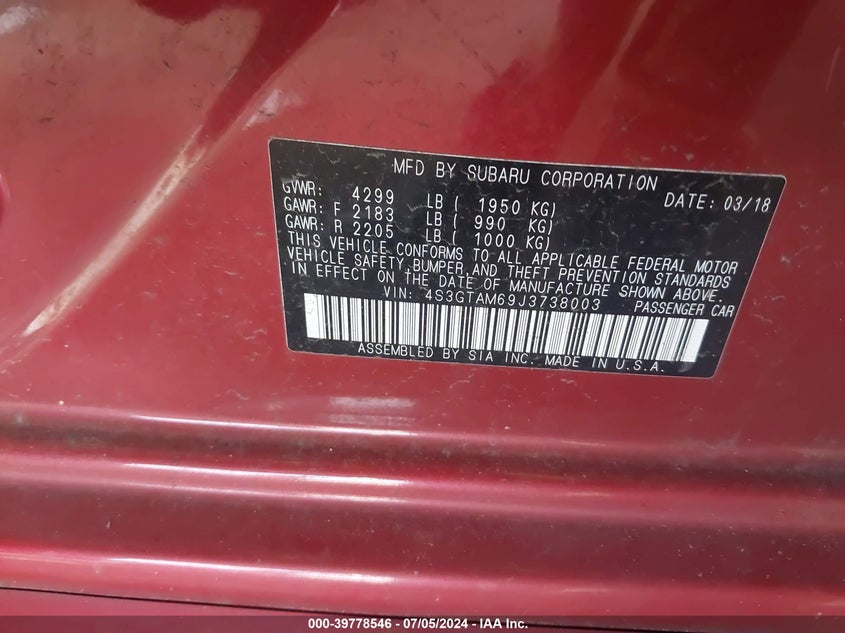 MFD BY SUBARU CORPORATION
GVWR: 4299 LB ( 1950 KG) DATE: 03/18
GAWR: F 2183 LB ( 990 KG)
GAWR: R 2205 LB ( 1000 KG)
THIS VEHICLE CONFORMS TO ALL APPLICABLE FEDERAL MOTOR
VEHICLE SAFETY, BUMPER, AND THEFT PREVENTION STANDARDS
IN EFFECT ON THE DATE OF MANUFACTURE SHOWN ABOVE.
VIN: 4S3GTAM69J3738003 PASSENGER CAR
ASSEMBLED BY SIA INC. MADE IN U.S.A.
000-39778546 - 07/05/2024 - IAA Inc.